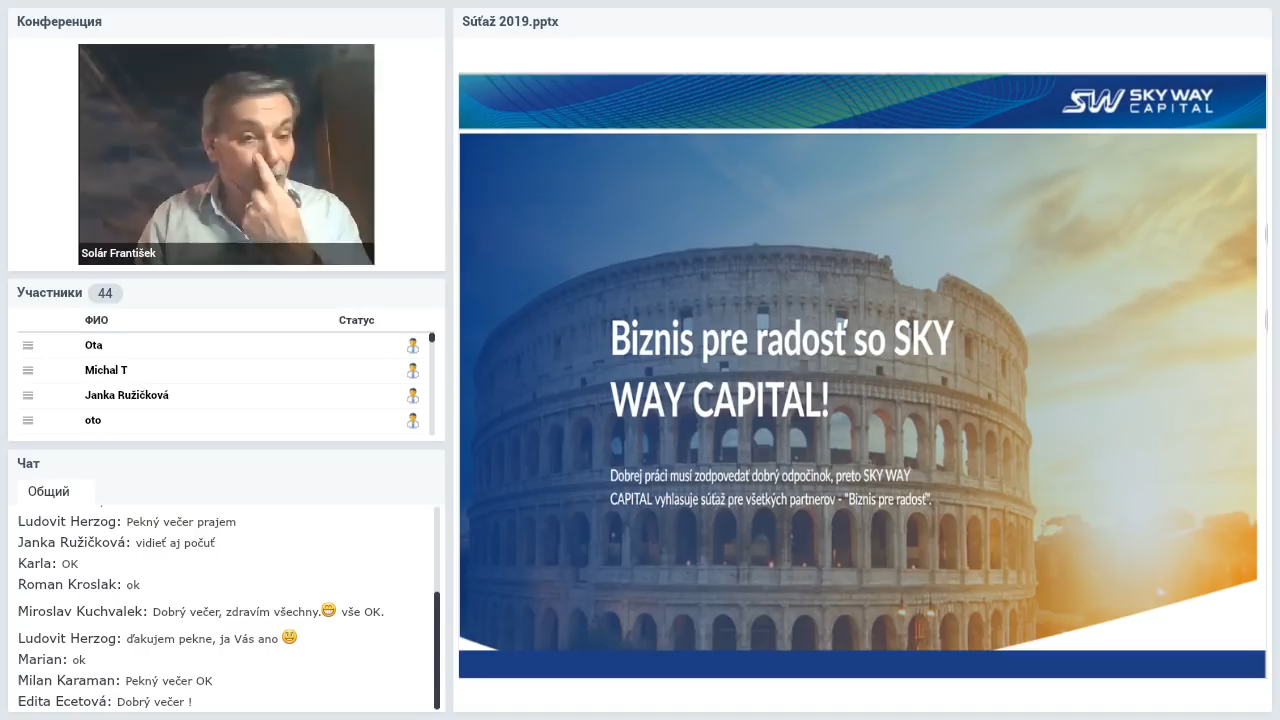 Конференция
Solár František
Участники 44
ФИО Статус
Ota
Michal T
Janka Ružičková
oto
Чат
Общий
Ludovit Herzog: Pekný večer prajem
Janka Ružičková: vidieť aj počuť
Karla: OK
Roman Kroslak: ok
Miroslav Kuchvalek: Dobrý večer, zdravím všechny.😁 vše OK.
Ludovit Herzog: ďakujem pekne, ja Vás ano 🙂
Marian: ok
Milan Karaman: Pekný večer OK
Edita Ecetová: Dobrý večer !
Súťaž 2019.pptx
SW SKY WAY
CAPITAL
Biznis pre radosť so SKY
WAY CAPITAL!
Dobrej práci musí zodpovedať dobrý odpočinok, preto SKY WAY
CAPITAL vyhlasuje súťaž pre všetkých partnerov - "Biznis pre radosť".